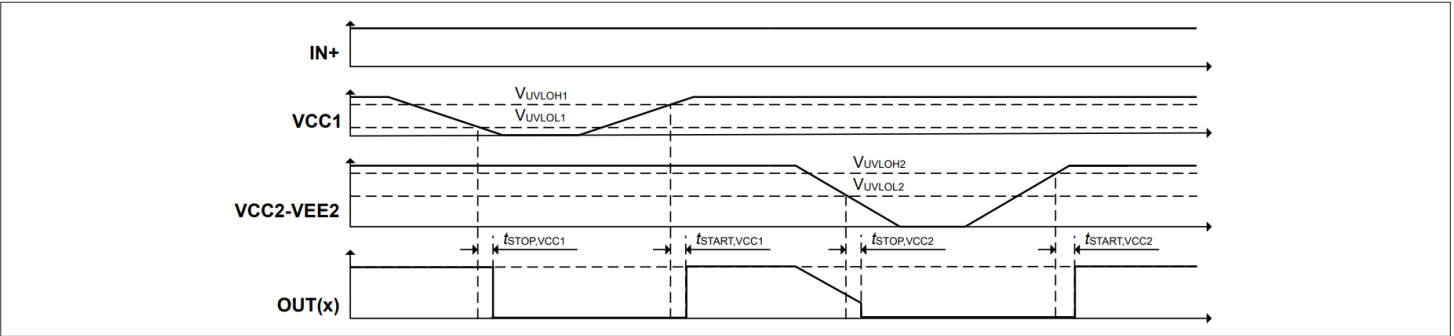 IN+
VUVLOH1
VUVLOL1
VCC1
VUVLOH2
VUVLOL2
VCC2-VEE2
tSTOP,VCC1 tSTART,VCC1 tSTOP,VCC2 tSTART,VCC2
OUT(x)